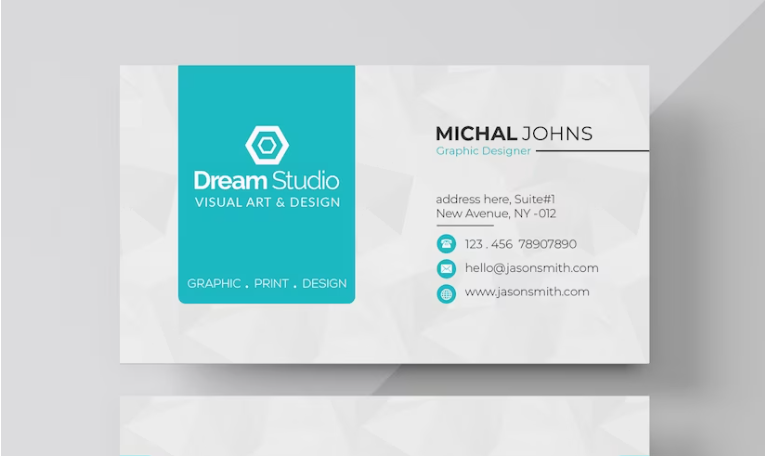 Dream Studio
VISUAL ART & DESIGN
GRAPHIC . PRINT . DESIGN
MICHAL JOHNS
Graphic Designer
address here, Suite#1
New Avenue, NY -012
123 . 456 78907890
hello@jasonsmith.com
www.jasonsmith.com